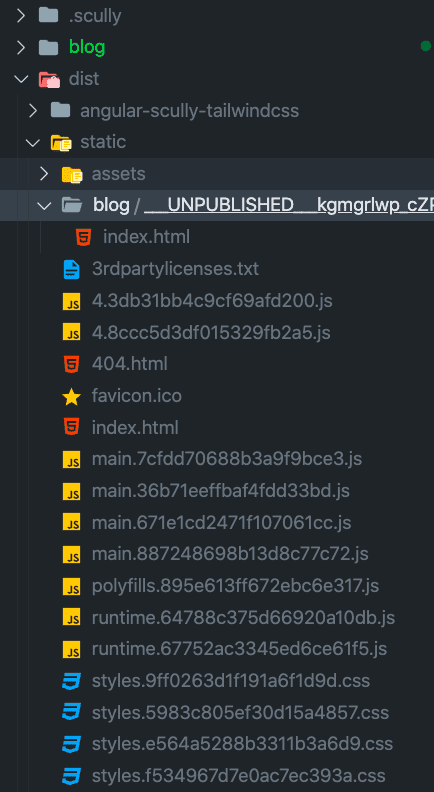 .scully
blog
dist
angular-scully-tailwindcss
static
assets
blog / ___UNPUBLISHED___kgmgrlwp_cZF
index.html
3rdpartylicenses.txt
4.3db31bb4c9cf69afd200.js
4.8ccc5d3df015329fb2a5.js
404.html
favicon.ico
index.html
main.7cfdd70688b3a9f9bce3.js
main.36b71eeffbaf4fdd33bd.js
main.671e1cd2471f107061cc.js
main.887248698b13d8c77c72.js
polyfills.895e613ff672ebc6e317.js
runtime.64788c375d66920a10db.js
runtime.67752ac3345ed6ce61f5.js
styles.9ff0263d1f191a6f1d9d.css
styles.5983c805ef30d15a4857.css
styles.e564a5288b3311b3a6d9.css
styles.f534967d7e0ac7ec393a.css